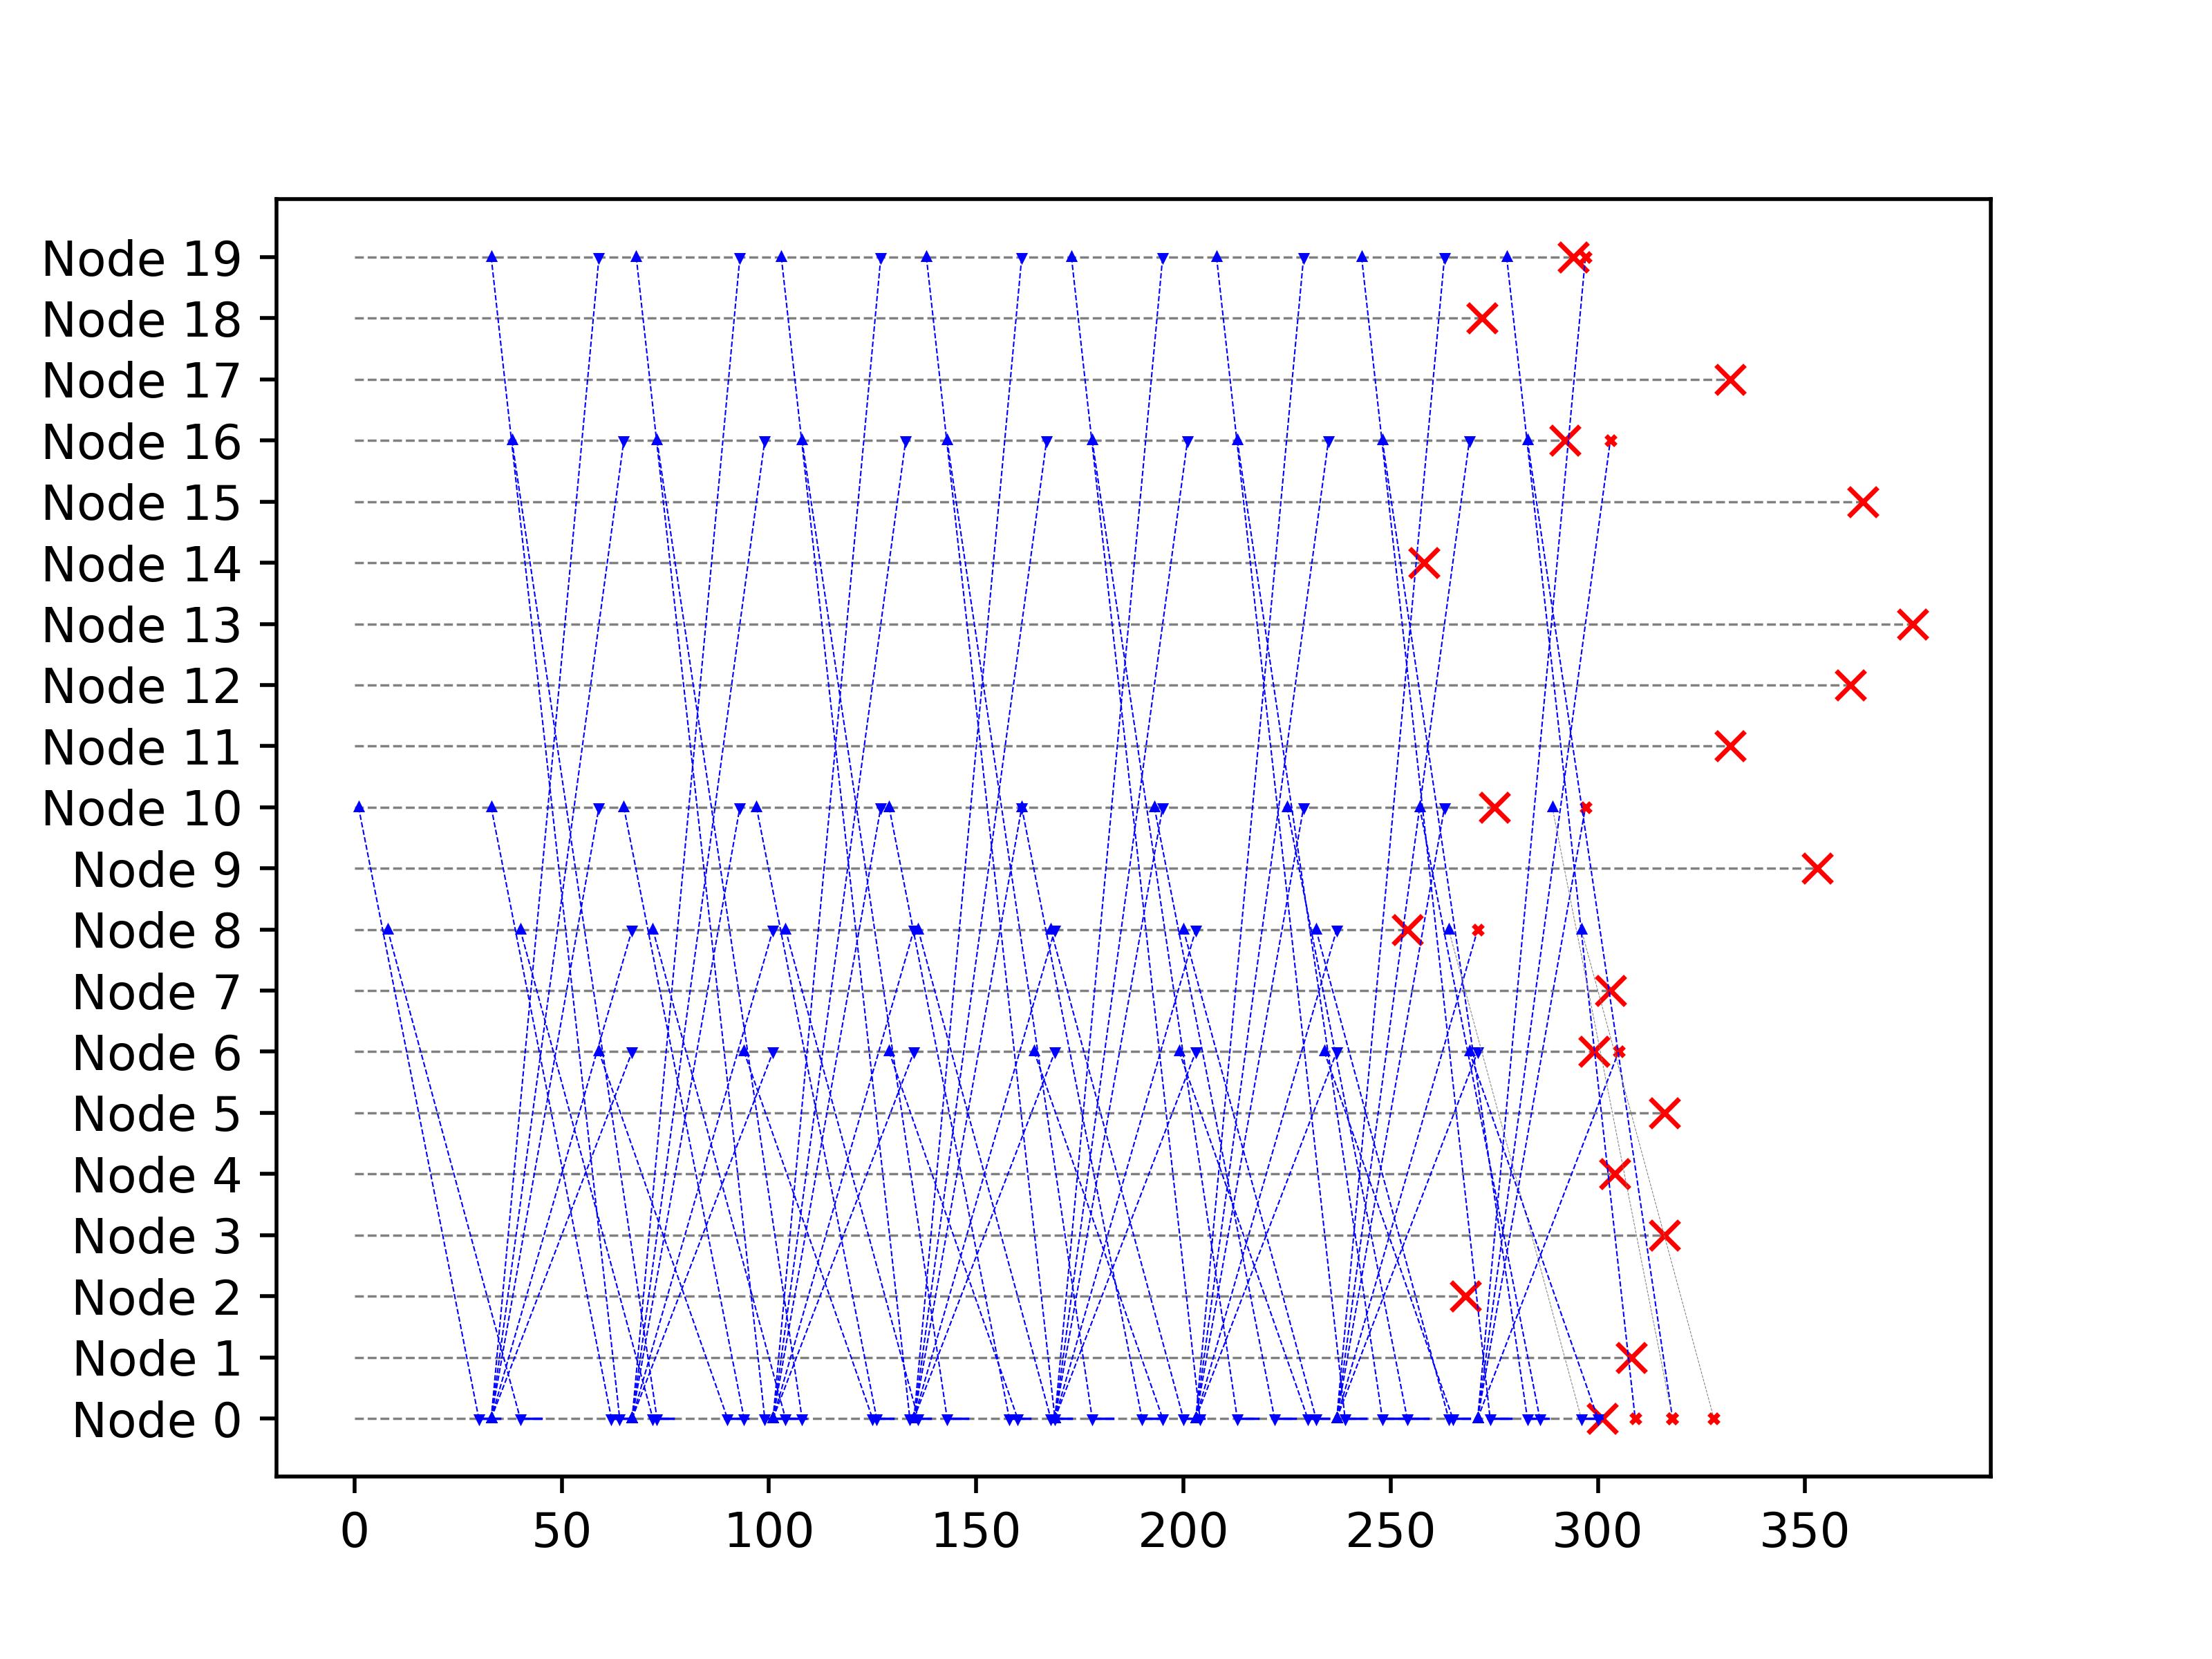 Node 19
Node 18
Node 17
Node 16
Node 15
Node 14
Node 13
Node 12
Node 11
Node 10
Node 9
Node 8
Node 7
Node 6
Node 5
Node 4
Node 3
Node 2
Node 1
Node 0
0 50 100 150 200 250 300 350